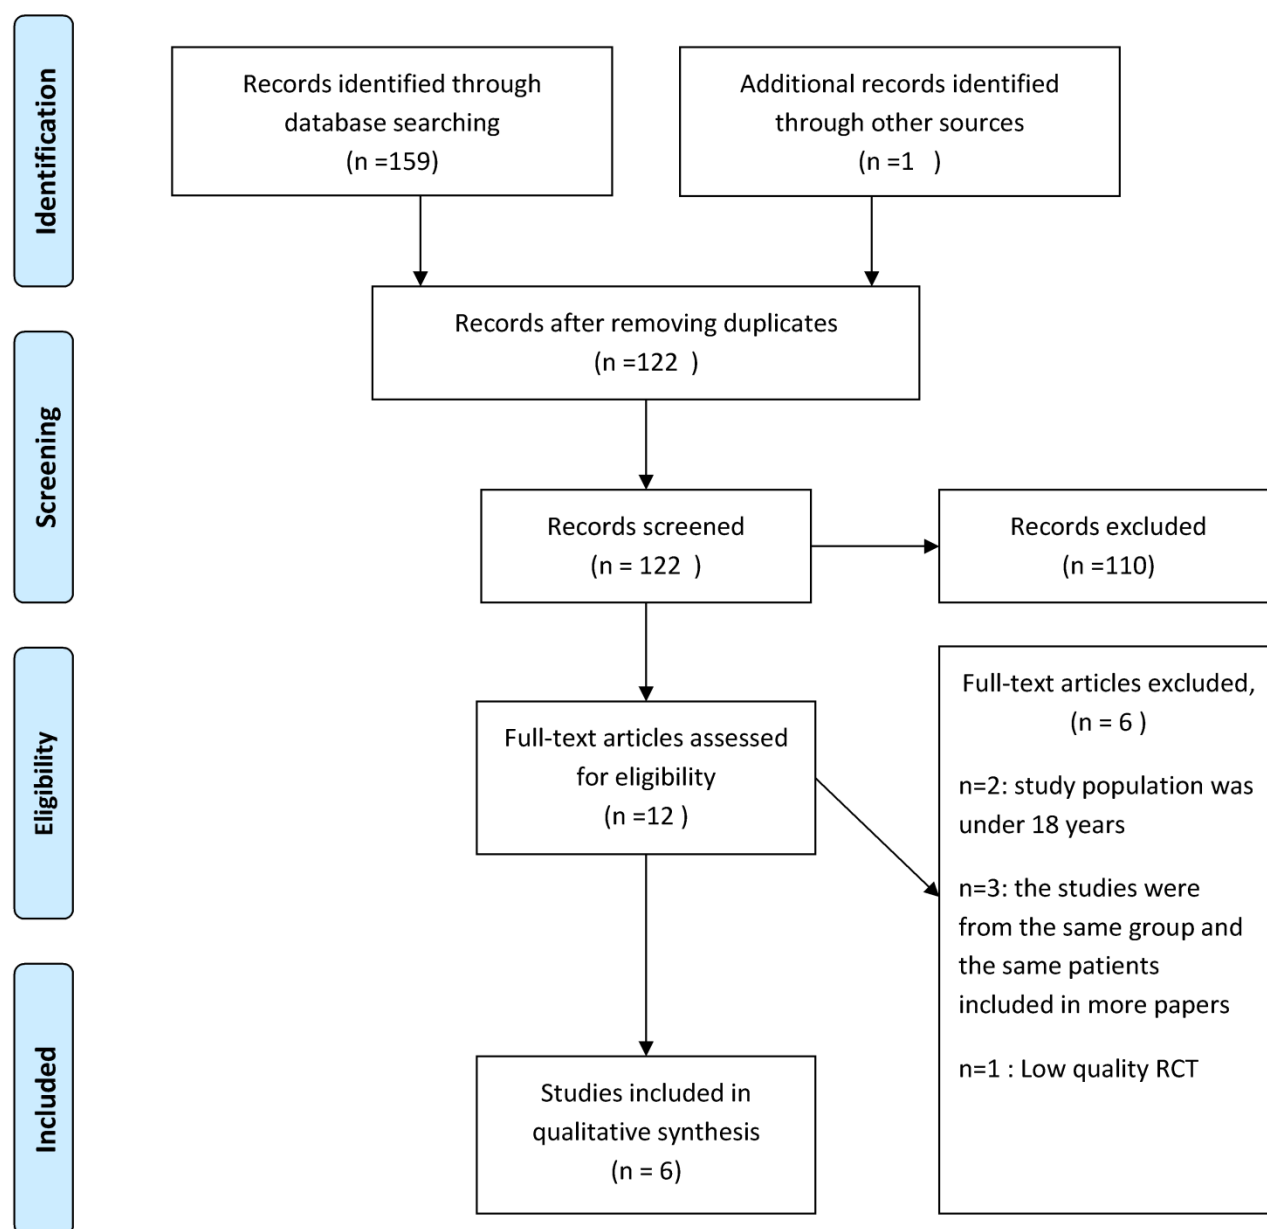 Identification
Records identified through
database searching
(n =159)
Additional records identified
through other sources
(n =1   )
Records after removing duplicates
(n =122  )
Screening
Records screened
(n = 122  )
Records excluded
(n =110)
Eligibility
Full-text articles assessed
for eligibility
(n =12 )
Full-text articles excluded,
(n = 6 )
n=2: study population was
under 18 years
n=3: the studies were
from the same group and
the same patients
included in more papers
n=1 : Low quality RCT
Included
Studies included in
qualitative synthesis
(n = 6)